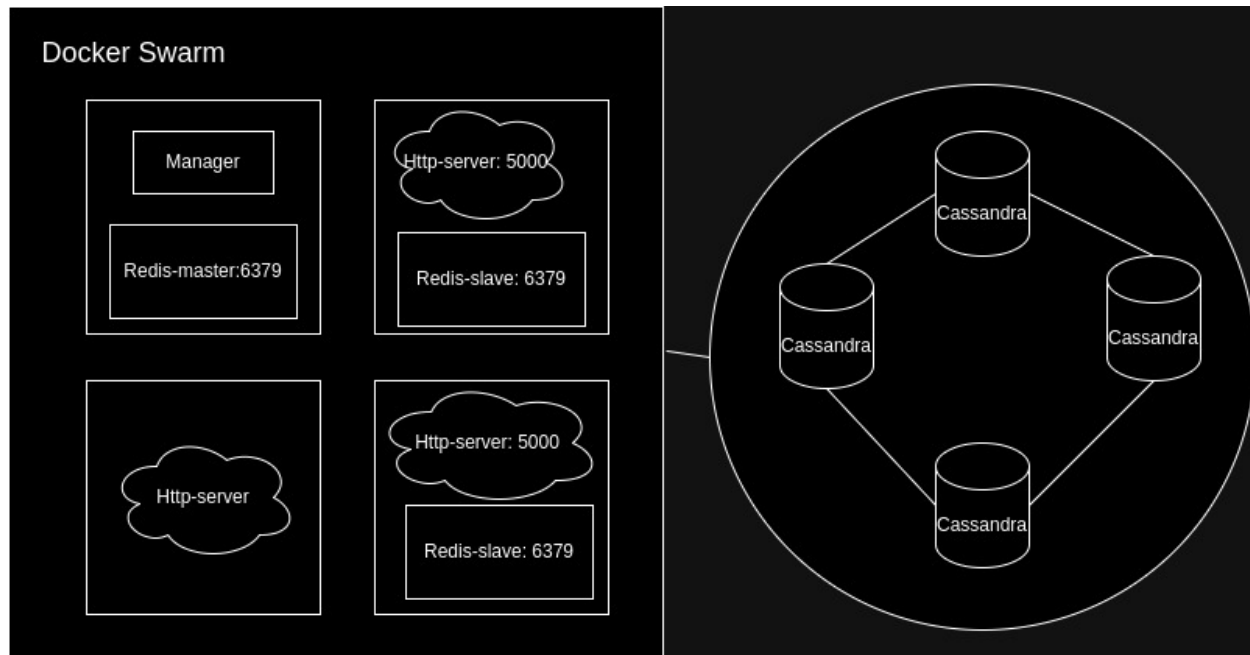 Docker Swarm
Manager
Redis-master:6379
Http-server: 5000
Redis-slave: 6379
Http-server
Http-server: 5000
Redis-slave: 6379
Cassandra
Cassandra
Cassandra
Cassandra